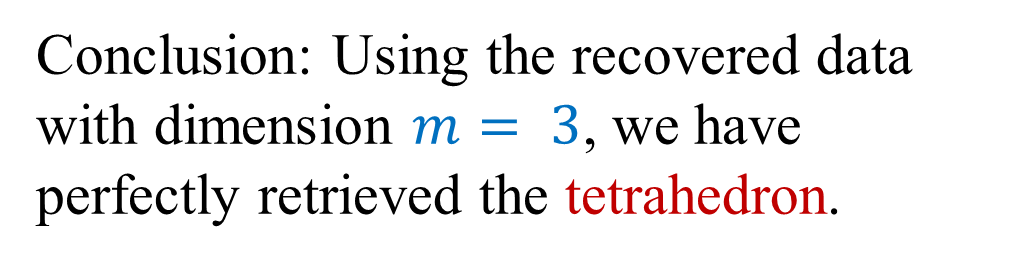 Conclusion: Using the recovered data
with dimension m = 3, we have
perfectly retrieved the tetrahedron.